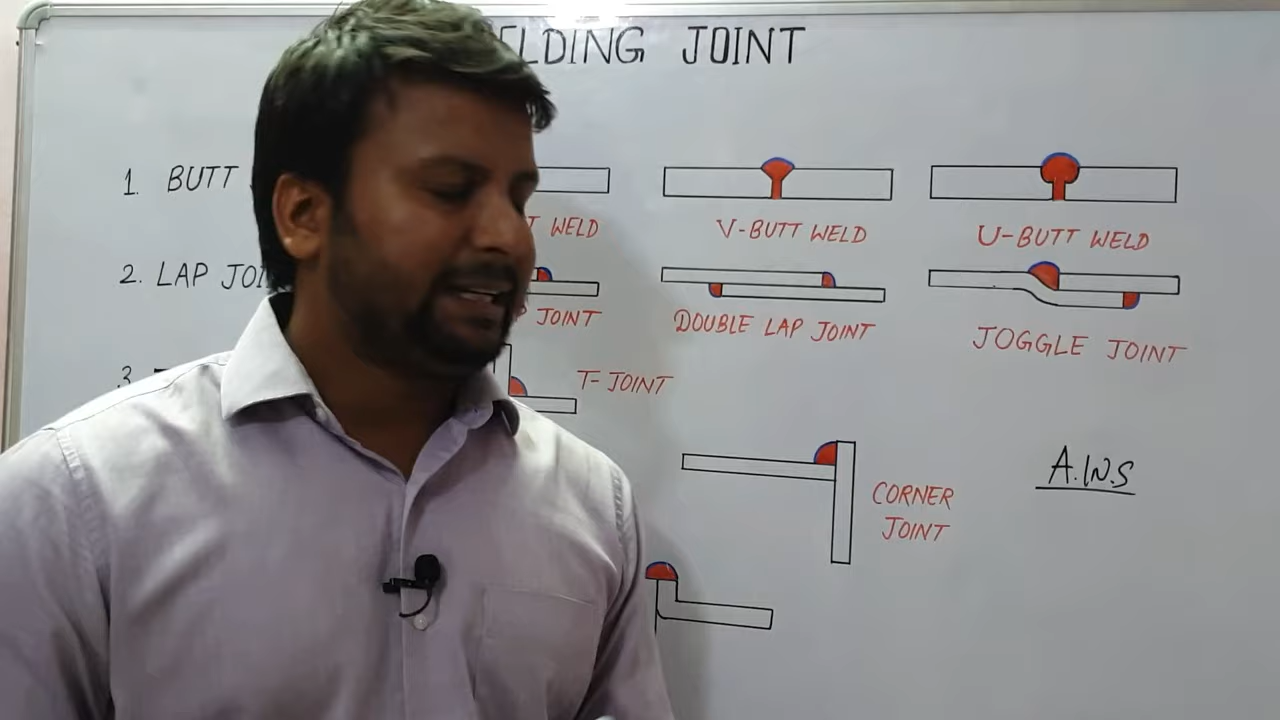 ELDING JOINT
1. BUTT
T WELD
V-BUTT WELD
U-BUTT WELD
2. LAP JOI
JOINT
DOUBLE LAP JOINT
JOGGLE JOINT
3.
T-JOINT
CORNER
JOINT
A.W.S